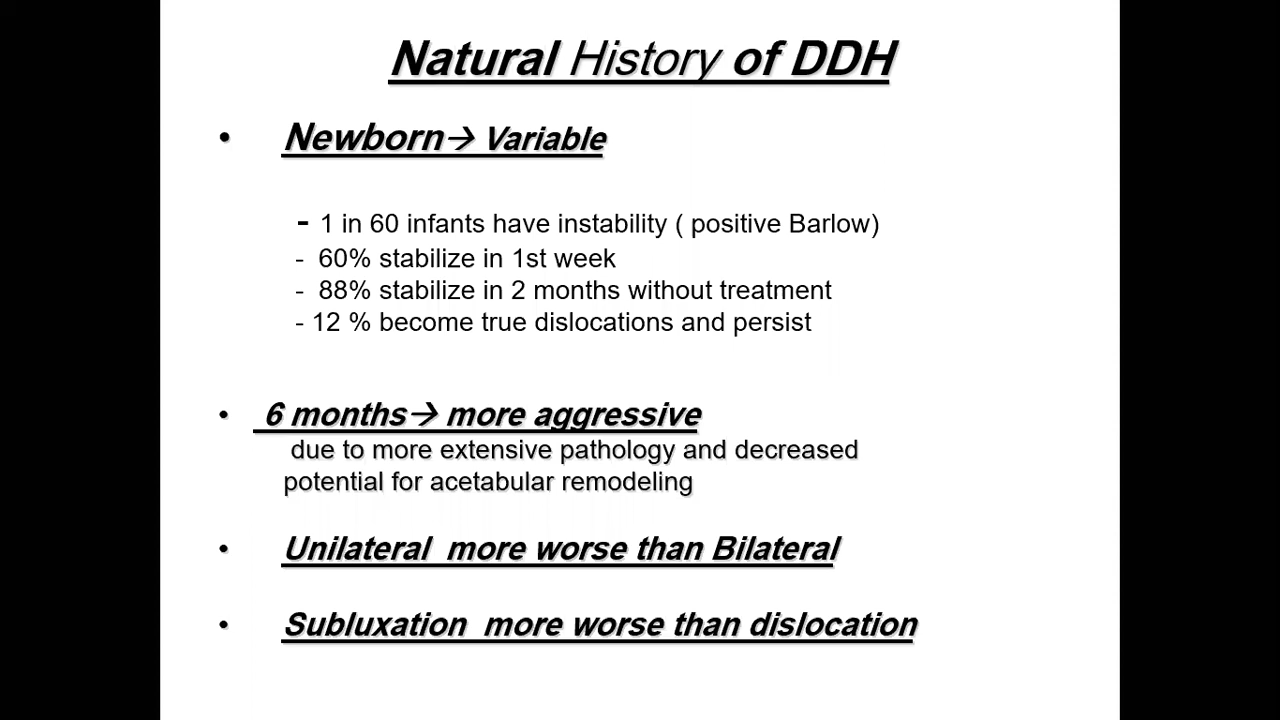 Natural History of DDH
• Newborn→ Variable
- 1 in 60 infants have instability ( positive Barlow)
- 60% stabilize in 1st week
- 88% stabilize in 2 months without treatment
- 12 % become true dislocations and persist
• 6 months→ more aggressive
due to more extensive pathology and decreased
potential for acetabular remodeling
• Unilateral more worse than Bilateral
• Subluxation more worse than dislocation